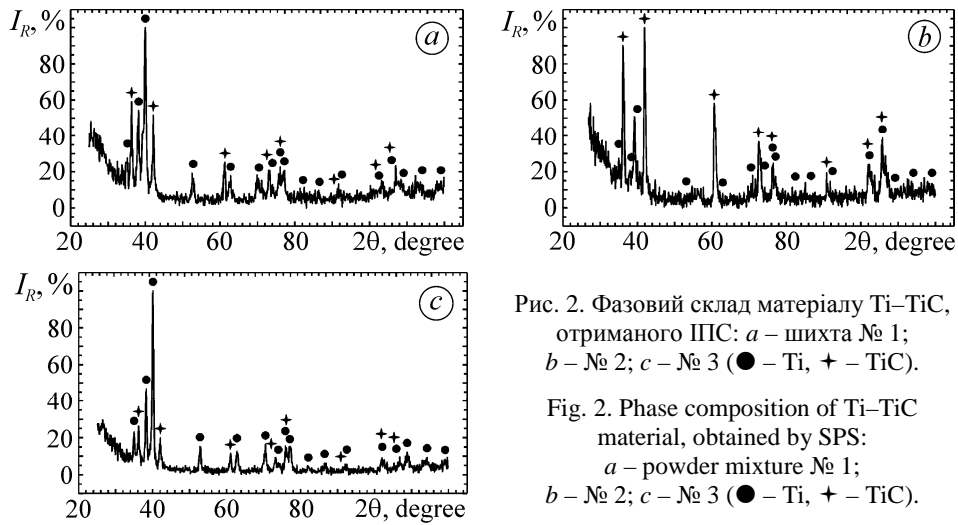 I_R, %
a
80
60
40
20
0
20 40 60 80 2θ, degree
I_R, %
b
80
60
40
20
0
20 40 60 80 2θ, degree
I_R, %
c
80
60
40
20
0
20 40 60 80 2θ, degree
Рис. 2. Фазовий склад матеріалу Ti–TiC,
отриманого ІПС: a – шихта № 1;
b – № 2; c – № 3 (● – Ti, ✦ – TiC).
Fig. 2. Phase composition of Ti–TiC
material, obtained by SPS:
a – powder mixture № 1;
b – № 2; c – № 3 (● – Ti, ✦ – TiC).